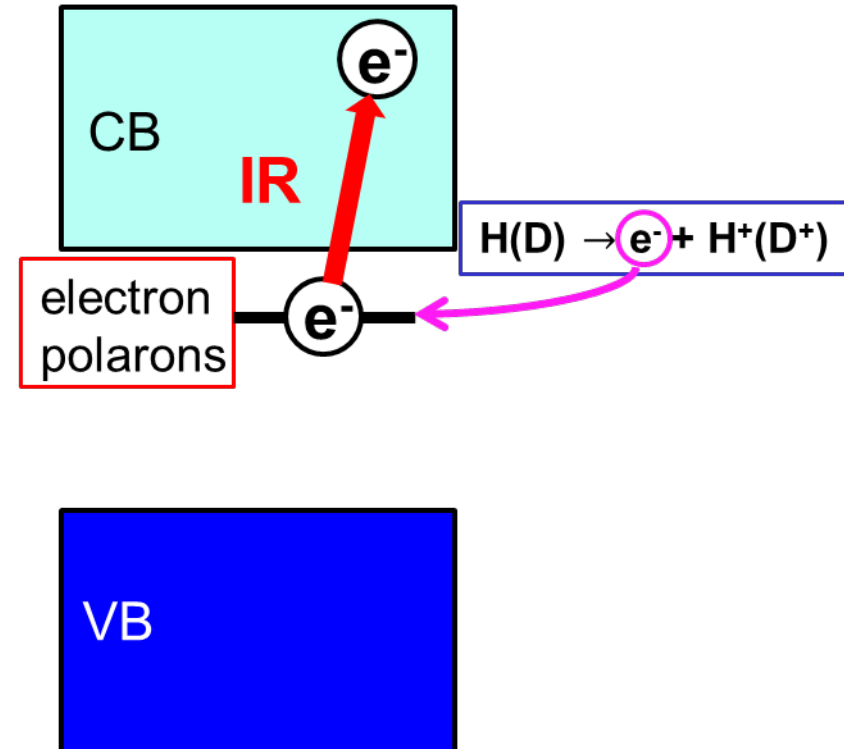 e⁻
CB
IR
H(D) →e⁻+ H⁺(D⁺)
electron
polarons
e⁻
VB